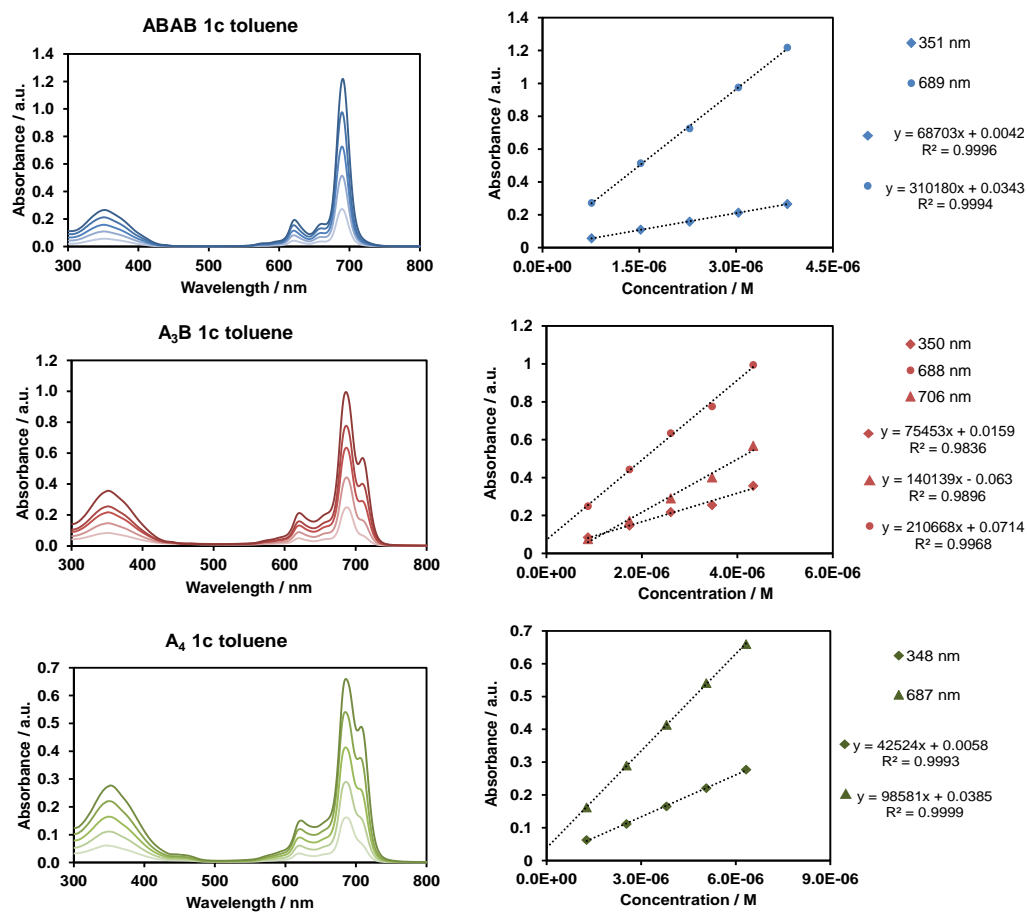 ABAB 1c toluene
1.4
1.2
1.0
0.8
0.6
0.4
0.2
0.0
Absorbance / a.u.
300 400 500 600 700 800
Wavelength / nm
1.4
1.2
1
0.8
0.6
0.4
0.2
0
Absorbance / a.u.
0.0E+00 1.5E-06 3.0E-06 4.5E-06
Concentration / M
351 nm
689 nm
y = 68703x + 0.0042
R² = 0.9996
y = 310180x + 0.0343
R² = 0.9994
A₃B 1c toluene
1.2
1.0
0.8
0.6
0.4
0.2
0.0
Absorbance / a.u.
300 400 500 600 700 800
Wavelength / nm
1.2
1
0.8
0.6
0.4
0.2
0
Absorbance / a.u.
0.0E+00 2.0E-06 4.0E-06 6.0E-06
Concentration / M
350 nm
688 nm
706 nm
y = 75453x + 0.0159
R² = 0.9836
y = 140139x - 0.063
R² = 0.9896
y = 210668x + 0.0714
R² = 0.9968
A₄ 1c toluene
0.7
0.6
0.5
0.4
0.3
0.2
0.1
0.0
Absorbance / a.u.
300 400 500 600 700 800
Wavelength / nm
0.7
0.6
0.5
0.4
0.3
0.2
0.1
0
Absorbance / a.u.
0.0E+00 3.0E-06 6.0E-06 9.0E-06
Concentration / M
348 nm
687 nm
y = 42524x + 0.0058
R² = 0.9993
y = 98581x + 0.0385
R² = 0.9999